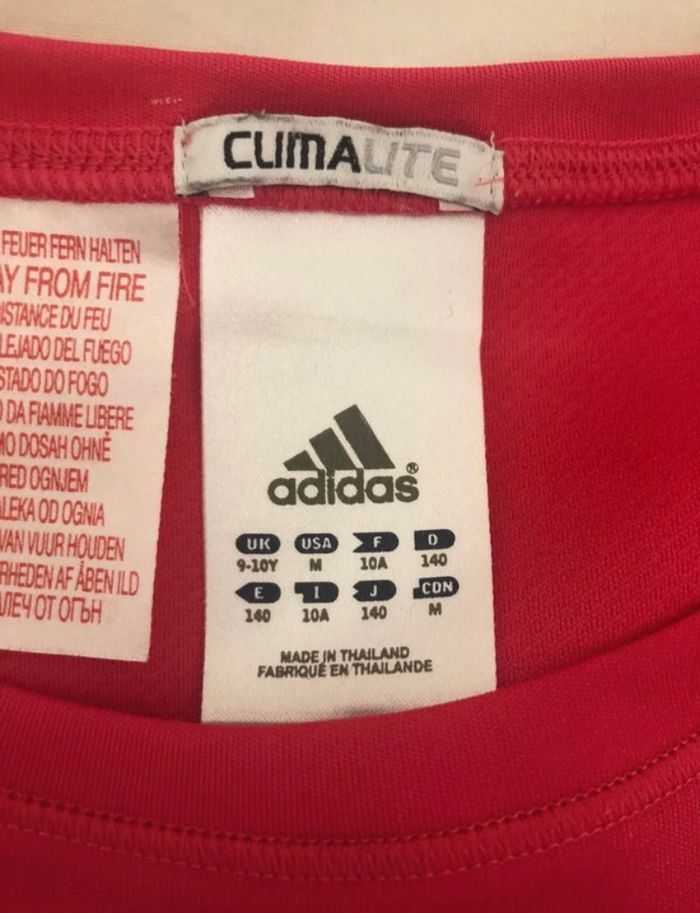 CLIMALITE
FEUER FERN HALTEN
AY FROM FIRE
ISTANCE DU FEU
LEJADO DEL FUEGO
STADO DO FOGO
DA FIAMME LIBERE
MO DOSAH OHNĚ
RED OGNJEM
ALEKA OD OGNIA
VAN VUUR HOUDEN
RHEDEN AF ÅBEN ILD
АЛЕЧ ОТ ОГЪН
adidas®
UK USA F D
9-10Y M 10A 140
E I J CDN
140 10A 140 M
MADE IN THAILAND
FABRIQUÉ EN THAILANDE